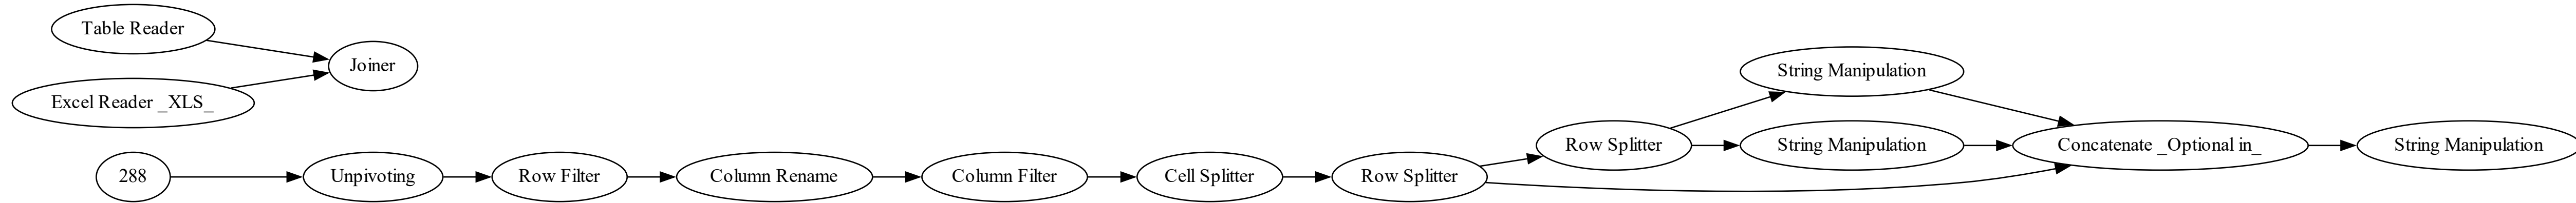 Table Reader
Excel Reader _XLS_
Joiner
288
Unpivoting
Row Filter
Column Rename
Column Filter
Cell Splitter
Row Splitter
Row Splitter
String Manipulation
String Manipulation
Concatenate _Optional in_
String Manipulation